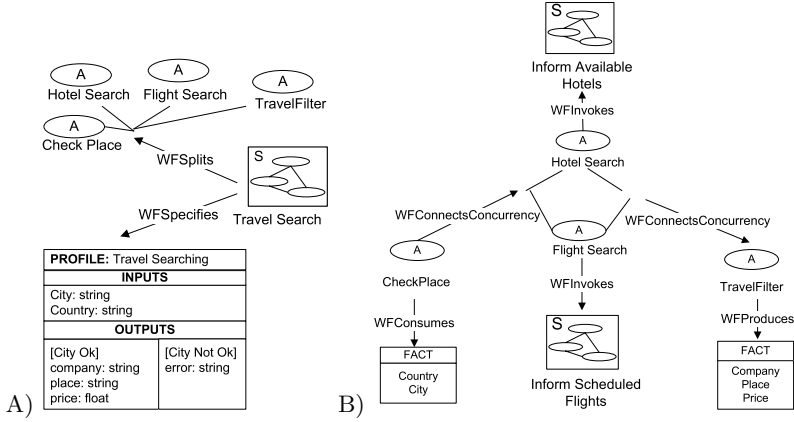 A
Hotel Search
A
Flight Search
A
TravelFilter
A
Check Place
WFSplits
S
Travel Search
WFSpecifies
PROFILE: Travel Searching
INPUTS
City: string
Country: string
OUTPUTS
[City Ok]
company: string
place: string
price: float
[City Not Ok]
error: string
A)
S
Inform Available
Hotels
WFInvokes
A
Hotel Search
WFConnectsConcurrency
WFConnectsConcurrency
A
CheckPlace
A
Flight Search
A
TravelFilter
WFConsumes
WFInvokes
WFProduces
FACT
Country
City
S
Inform Scheduled
Flights
FACT
Company
Place
Price
B)